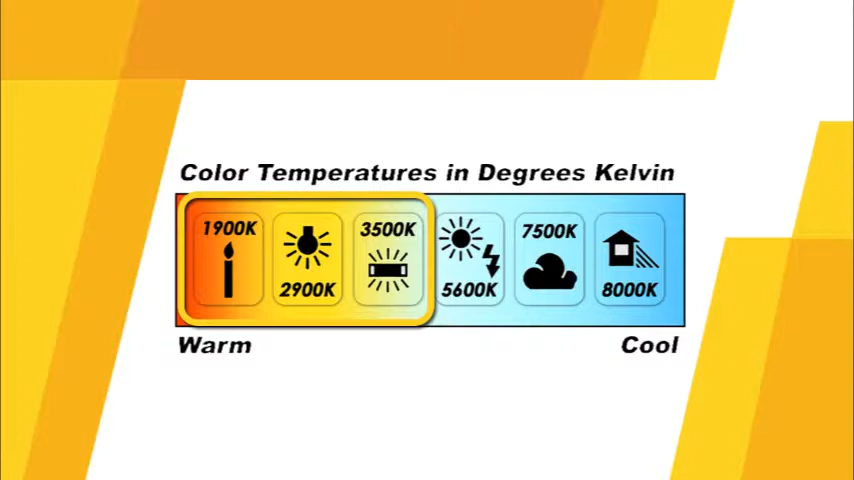 Color Temperatures in Degrees Kelvin
1900K
2900K
3500K
5600K
7500K
8000K
Warm
Cool